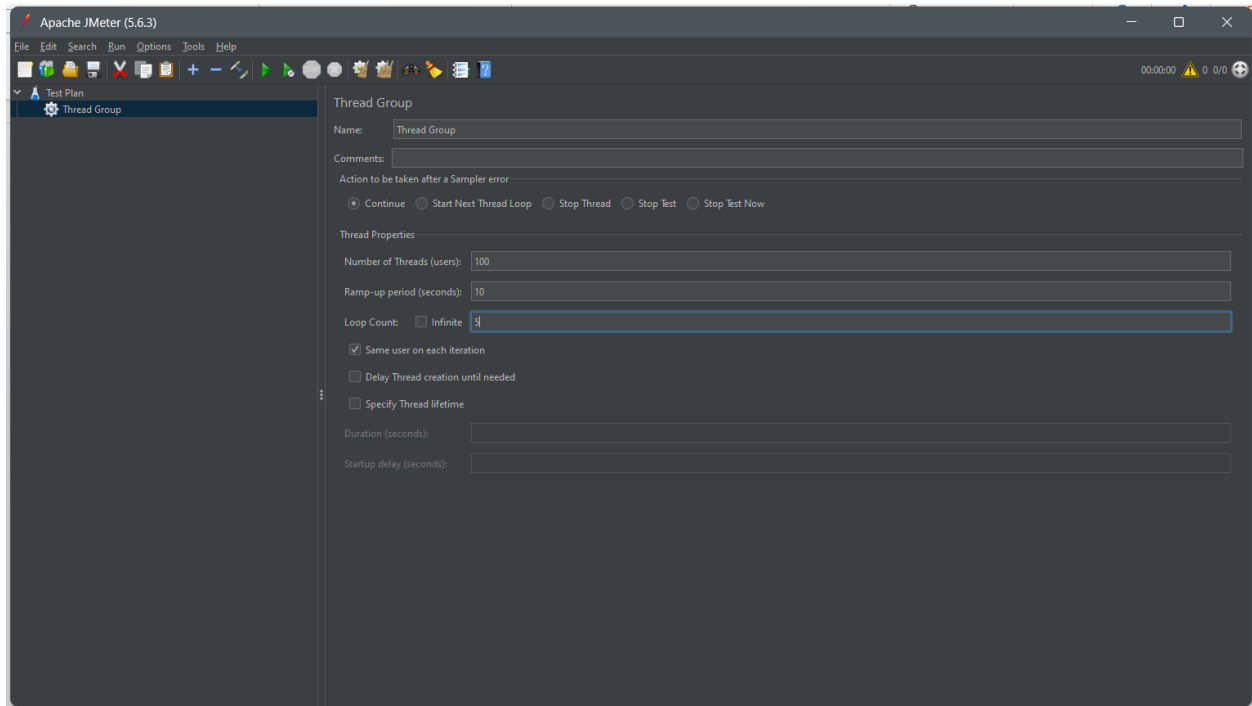 Apache JMeter (5.6.3)
File Edit Search Run Options Tools Help
00:00:00 0 0/0
Test Plan
Thread Group
Thread Group
Name: Thread Group
Comments:
Action to be taken after a Sampler error
Continue Start Next Thread Loop Stop Thread Stop Test Stop Test Now
Thread Properties
Number of Threads (users): 100
Ramp-up period (seconds): 10
Loop Count: Infinite 5
Same user on each iteration
Delay Thread creation until needed
Specify Thread lifetime
Duration (seconds):
Startup delay (seconds):